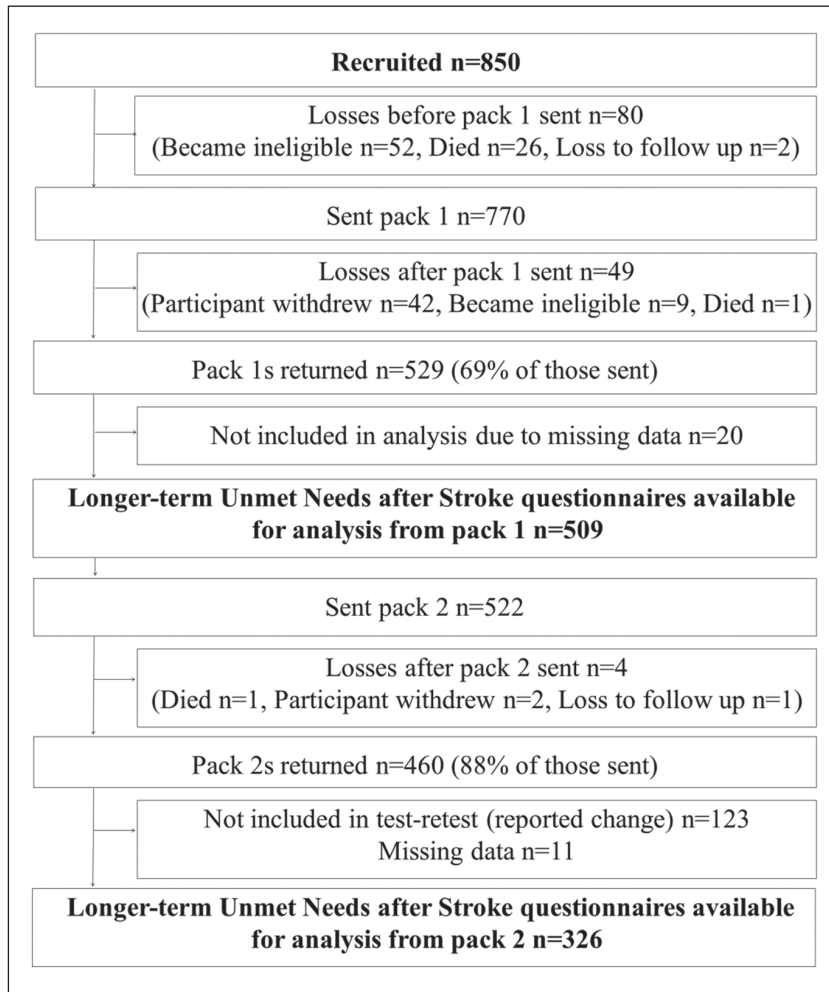 Recruited n=850
Losses before pack 1 sent n=80
(Became ineligible n=52, Died n=26, Loss to follow up n=2)
Sent pack 1 n=770
Losses after pack 1 sent n=49
(Participant withdrew n=42, Became ineligible n=9, Died n=1)
Pack 1s returned n=529 (69% of those sent)
Not included in analysis due to missing data n=20
Longer-term Unmet Needs after Stroke questionnaires available
for analysis from pack 1 n=509
Sent pack 2 n=522
Losses after pack 2 sent n=4
(Died n=1, Participant withdrew n=2, Loss to follow up n=1)
Pack 2s returned n=460 (88% of those sent)
Not included in test-retest (reported change) n=123
Missing data n=11
Longer-term Unmet Needs after Stroke questionnaires available
for analysis from pack 2 n=326